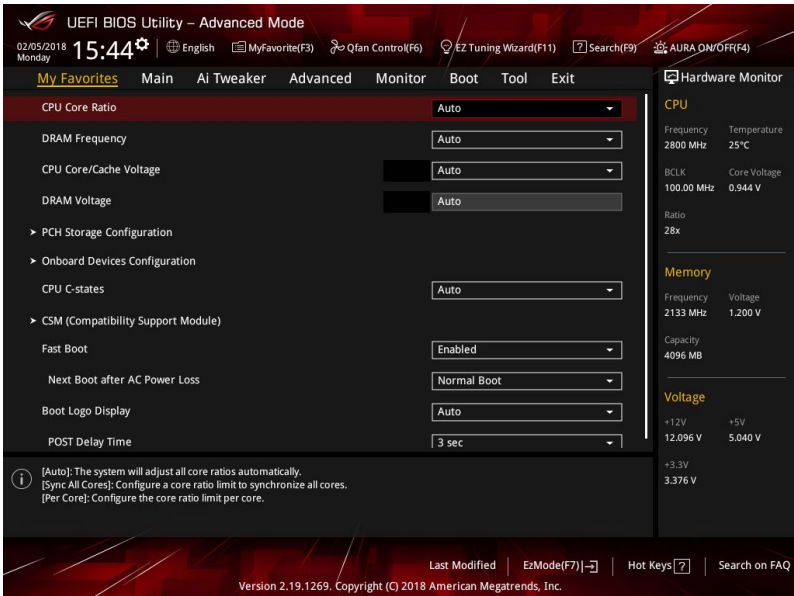 UEFI BIOS Utility – Advanced Mode
02/05/2018
Monday
15:44
English
MyFavorite(F3)
Qfan Control(F6)
EZ Tuning Wizard(F11)
? Search(F9)
AURA ON/OFF(F4)
My Favorites Main Ai Tweaker Advanced Monitor Boot Tool Exit
CPU Core Ratio Auto
DRAM Frequency Auto
CPU Core/Cache Voltage Auto
DRAM Voltage Auto
> PCH Storage Configuration
> Onboard Devices Configuration
CPU C-states Auto
> CSM (Compatibility Support Module)
Fast Boot Enabled
Next Boot after AC Power Loss Normal Boot
Boot Logo Display Auto
POST Delay Time 3 sec
[Auto]: The system will adjust all core ratios automatically.
[Sync All Cores]: Configure a core ratio limit to synchronize all cores.
[Per Core]: Configure the core ratio limit per core.
Hardware Monitor
CPU
Frequency Temperature
2800 MHz 25°C
BCLK Core Voltage
100.00 MHz 0.944 V
Ratio
28x
Memory
Frequency Voltage
2133 MHz 1.200 V
Capacity
4096 MB
Voltage
+12V +5V
12.096 V 5.040 V
+3.3V
3.376 V
Last Modified
EzMode(F7)
Hot Keys ?
Search on FAQ
Version 2.19.1269. Copyright (C) 2018 American Megatrends, Inc.